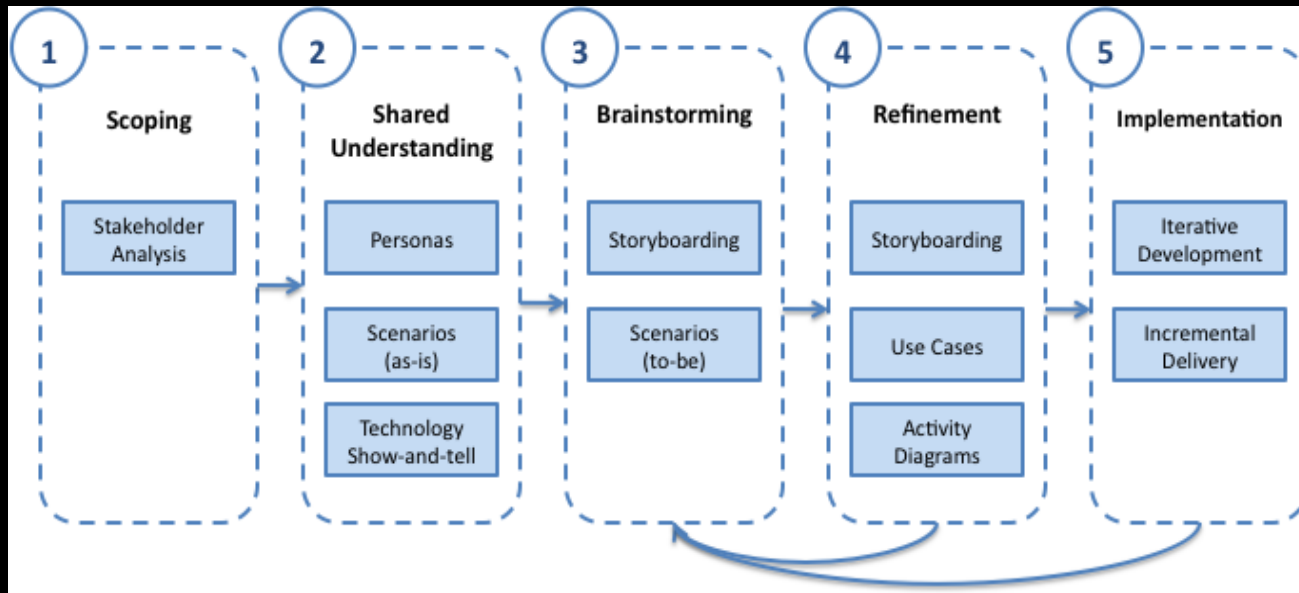 1
Scoping
Stakeholder
Analysis
2
Shared
Understanding
Personas
Scenarios
(as-is)
Technology
Show-and-tell
3
Brainstorming
Storyboarding
Scenarios
(to-be)
4
Refinement
Storyboarding
Use Cases
Activity
Diagrams
5
Implementation
Iterative
Development
Incremental
Delivery